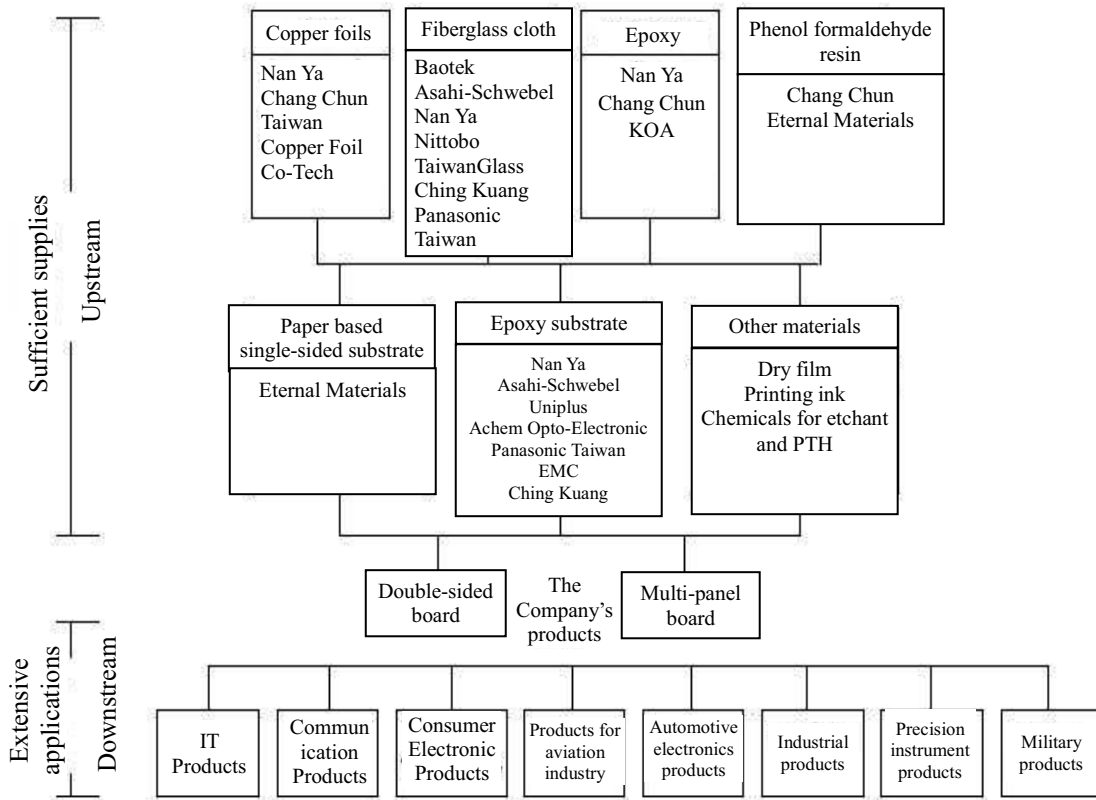 Sufficient supplies
Upstream
Copper foils
Nan Ya
Chang Chun
Taiwan
Copper Foil
Co-Tech
Fiberglass cloth
Baotek
Asahi-Schwebel
Nan Ya
Nittobo
TaiwanGlass
Ching Kuang
Panasonic
Taiwan
Epoxy
Nan Ya
Chang Chun
KOA
Phenol formaldehyde
resin
Chang Chun
Eternal Materials
Paper based
single-sided substrate
Eternal Materials
Epoxy substrate
Nan Ya
Asahi-Schwebel
Uniplus
Achem Opto-Electronic
Panasonic Taiwan
EMC
Ching Kuang
Other materials
Dry film
Printing ink
Chemicals for etchant
and PTH
Double-sided
board
The
Company's
products
Multi-panel
board
Extensive
applications
Downstream
IT
Products
Commun
ication
Products
Consumer
Electronic
Products
Products for
aviation
industry
Automotive
electronics
products
Industrial
products
Precision
instrument
products
Military
products